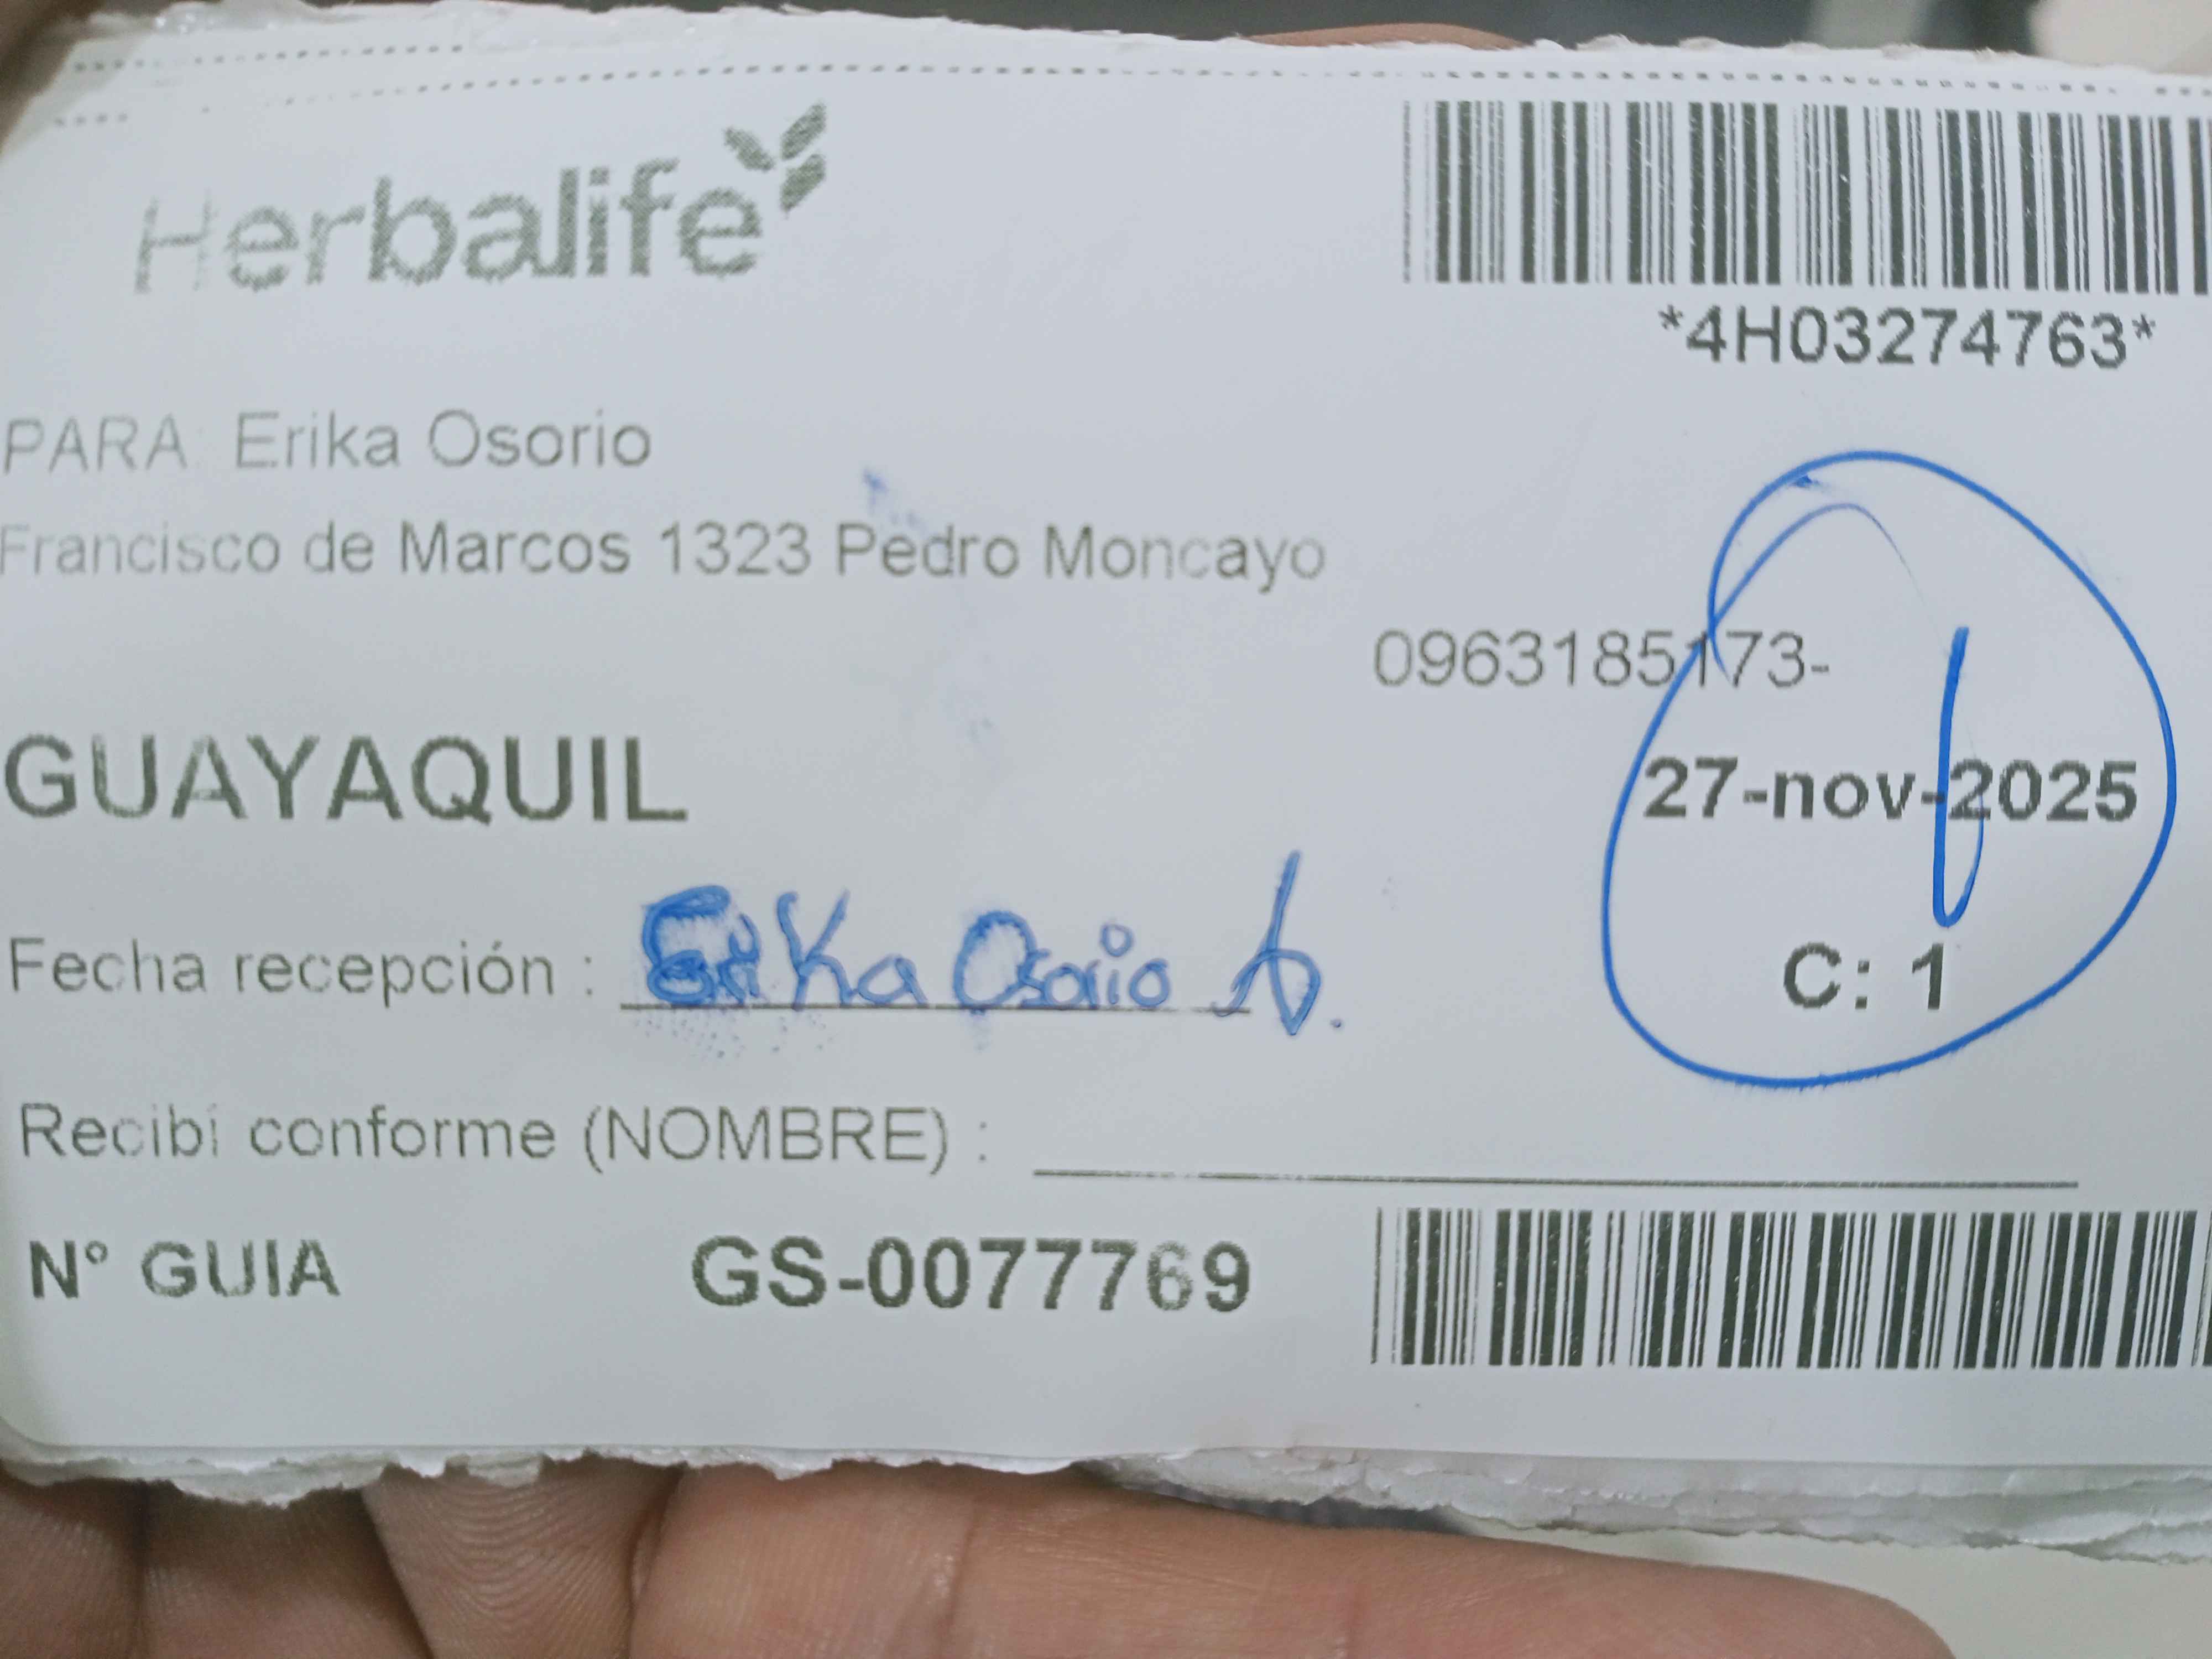 Herbalife
*4H03274763*
PARA: Erika Osorio
Francisco de Marcos 1323 Pedro Moncayo
0963185173-
GUAYAQUIL
27-nov-2025
C: 1
Fecha recepción : Erika Osorio A.
Recibí conforme (NOMBRE) :
N° GUIA GS-0077769